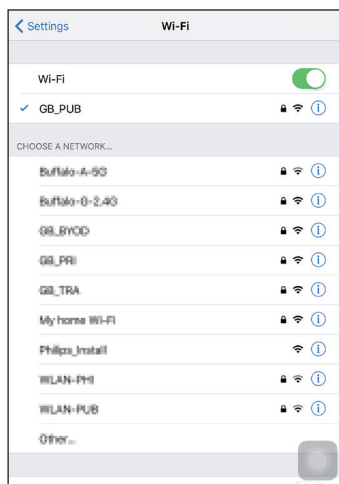 Settings
Wi-Fi
Wi-Fi
GB_PUB
CHOOSE A NETWORK...
Buffalo-A-5G
Buffalo-G-2.4G
GB_BYOD
GB_PRI
GB_TRA
My home Wi-Fi
Philips_Install
WLAN-PHI
WLAN-PUB
Other...